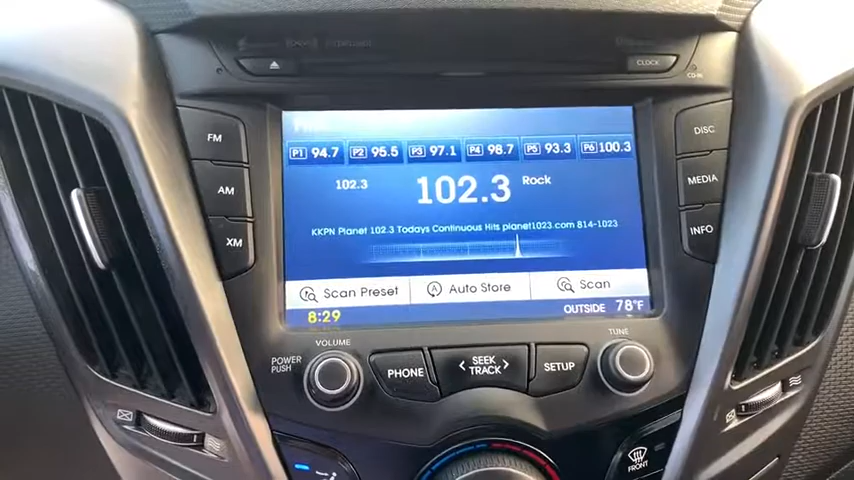 CLOCK
CD-IN
FM
AM
XM
DISC
MEDIA
INFO
P1 94.7 P2 95.5 P3 97.1 P4 98.7 P5 93.3 P6 100.3
102.3 102.3 Rock
KKPN Planet 102.3 Todays Continuous Hits planet1023.com 814-1023
Scan Preset Auto Store Scan
8:29 OUTSIDE 78°F
VOLUME
POWER
PUSH
PHONE
SEEK
TRACK
SETUP
TUNE
FRONT